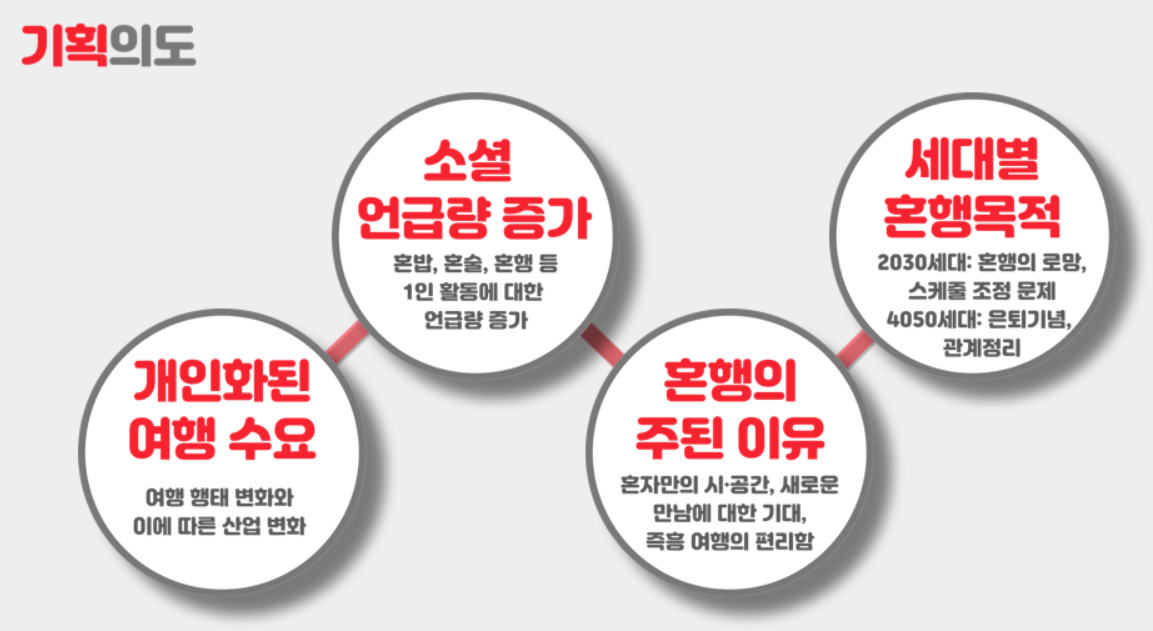 기획의도
개인화된
여행 수요
여행 행태 변화와
이에 따른 산업 변화
소셜
언급량 증가
혼밥, 혼술, 혼행 등
1인 활동에 대한
언급량 증가
혼행의
주된 이유
혼자만의 시·공간, 새로운
만남에 대한 기대,
즉흥 여행의 편리함
세대별
혼행목적
2030세대: 혼행의 로망,
스케줄 조정 문제
4050세대: 은퇴기념,
관계정리